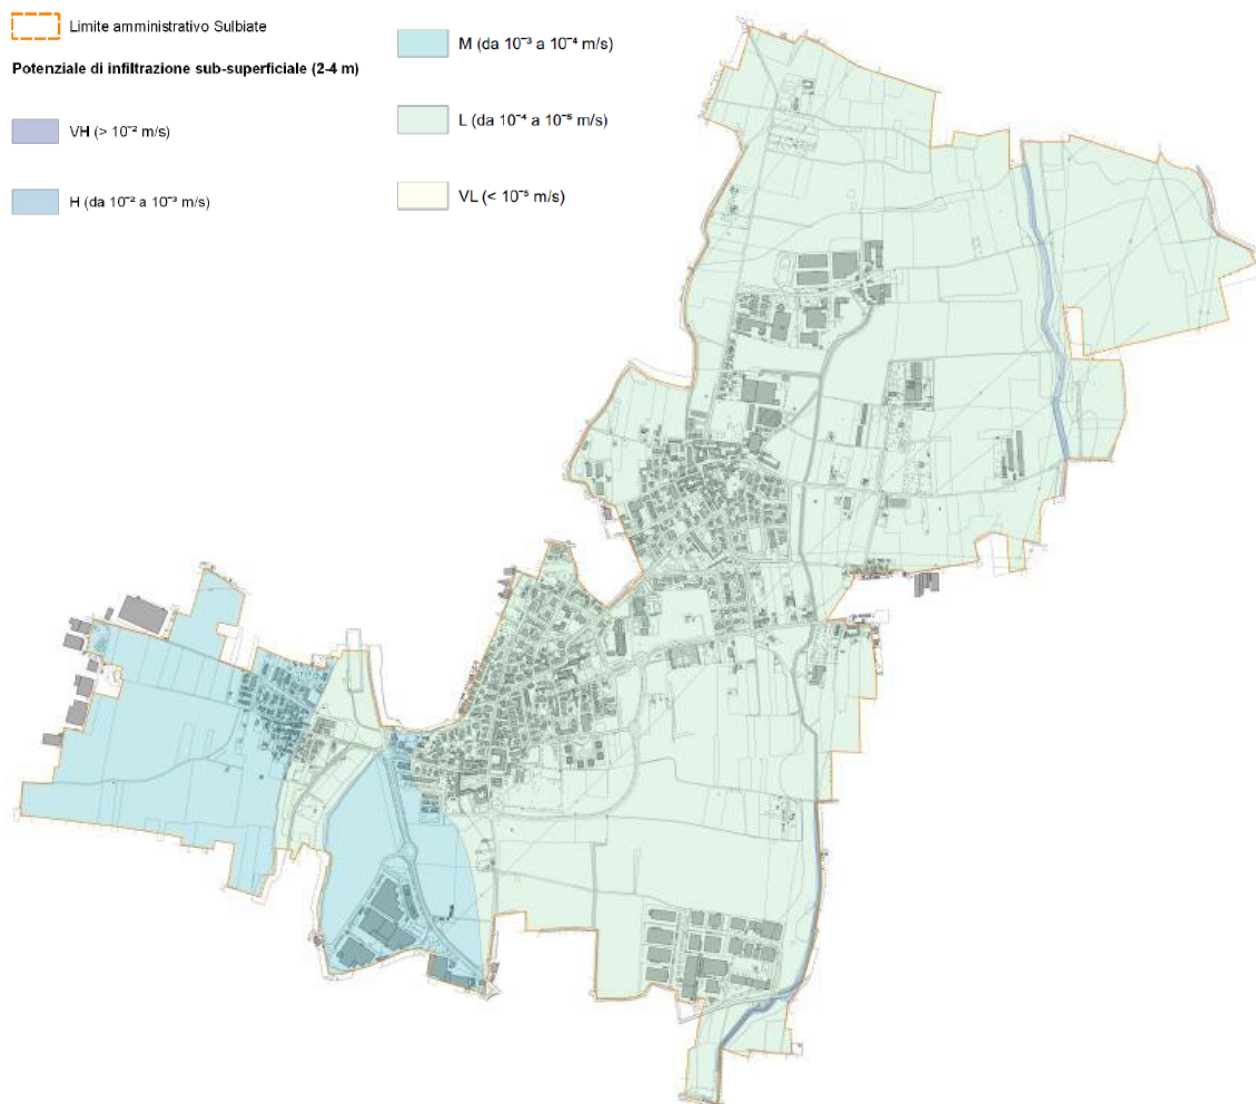 Limite amministrativo Sulbiate
Potenziale di infiltrazione sub-superficiale (2-4 m)
VH (> 10⁻² m/s)
H (da 10⁻² a 10⁻³ m/s)
M (da 10⁻³ a 10⁻⁴ m/s)
L (da 10⁻⁴ a 10⁻⁵ m/s)
VL (< 10⁻⁵ m/s)